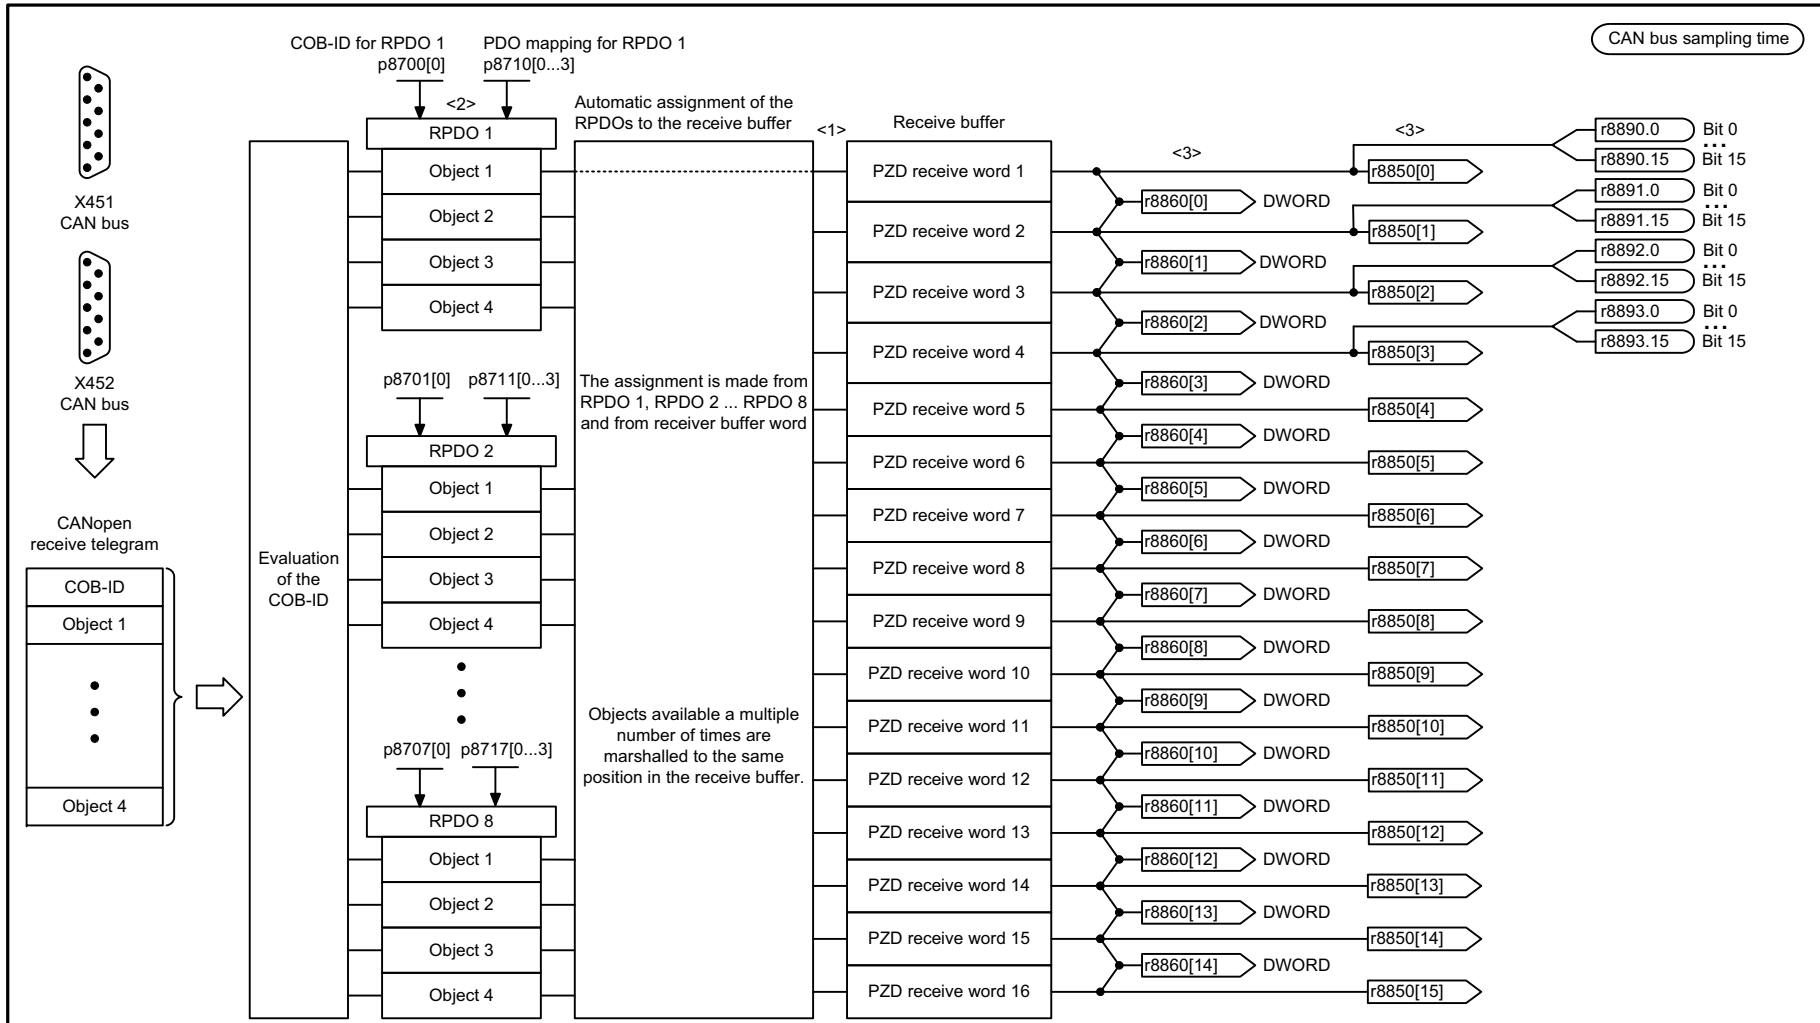 CAN bus sampling time
X451
CAN bus
X452
CAN bus
CANopen
receive telegram
COB-ID
Object 1
Object 4
Evaluation
of the
COB-ID
COB-ID for RPDO 1
p8700[0]
PDO mapping for RPDO 1
p8710[0...3]
<2>
RPDO 1
Object 1
Object 2
Object 3
Object 4
p8701[0]
p8711[0...3]
RPDO 2
Object 1
Object 2
Object 3
Object 4
p8707[0]
p8717[0...3]
RPDO 8
Object 1
Object 2
Object 3
Object 4
Automatic assignment of the
RPDOs to the receive buffer
<1>
The assignment is made from
RPDO 1, RPDO 2 ... RPDO 8
and from receiver buffer word
Objects available a multiple
number of times are
marshalled to the same
position in the receive buffer.
Receive buffer
PZD receive word 1
PZD receive word 2
PZD receive word 3
PZD receive word 4
PZD receive word 5
PZD receive word 6
PZD receive word 7
PZD receive word 8
PZD receive word 9
PZD receive word 10
PZD receive word 11
PZD receive word 12
PZD receive word 13
PZD receive word 14
PZD receive word 15
PZD receive word 16
<3>
r8860[0] DWORD
r8860[1] DWORD
r8860[2] DWORD
r8860[3] DWORD
r8860[4] DWORD
r8860[5] DWORD
r8860[6] DWORD
r8860[7] DWORD
r8860[8] DWORD
r8860[9] DWORD
r8860[10] DWORD
r8860[11] DWORD
r8860[12] DWORD
r8860[13] DWORD
r8860[14] DWORD
<3>
r8850[0]
r8850[1]
r8850[2]
r8850[3]
r8850[4]
r8850[5]
r8850[6]
r8850[7]
r8850[8]
r8850[9]
r8850[10]
r8850[11]
r8850[12]
r8850[13]
r8850[14]
r8850[15]
r8890.0 Bit 0
...
r8890.15 Bit 15
r8891.0 Bit 0
...
r8891.15 Bit 15
r8892.0 Bit 0
...
r8892.15 Bit 15
r8893.0 Bit 0
...
r8893.15 Bit 15